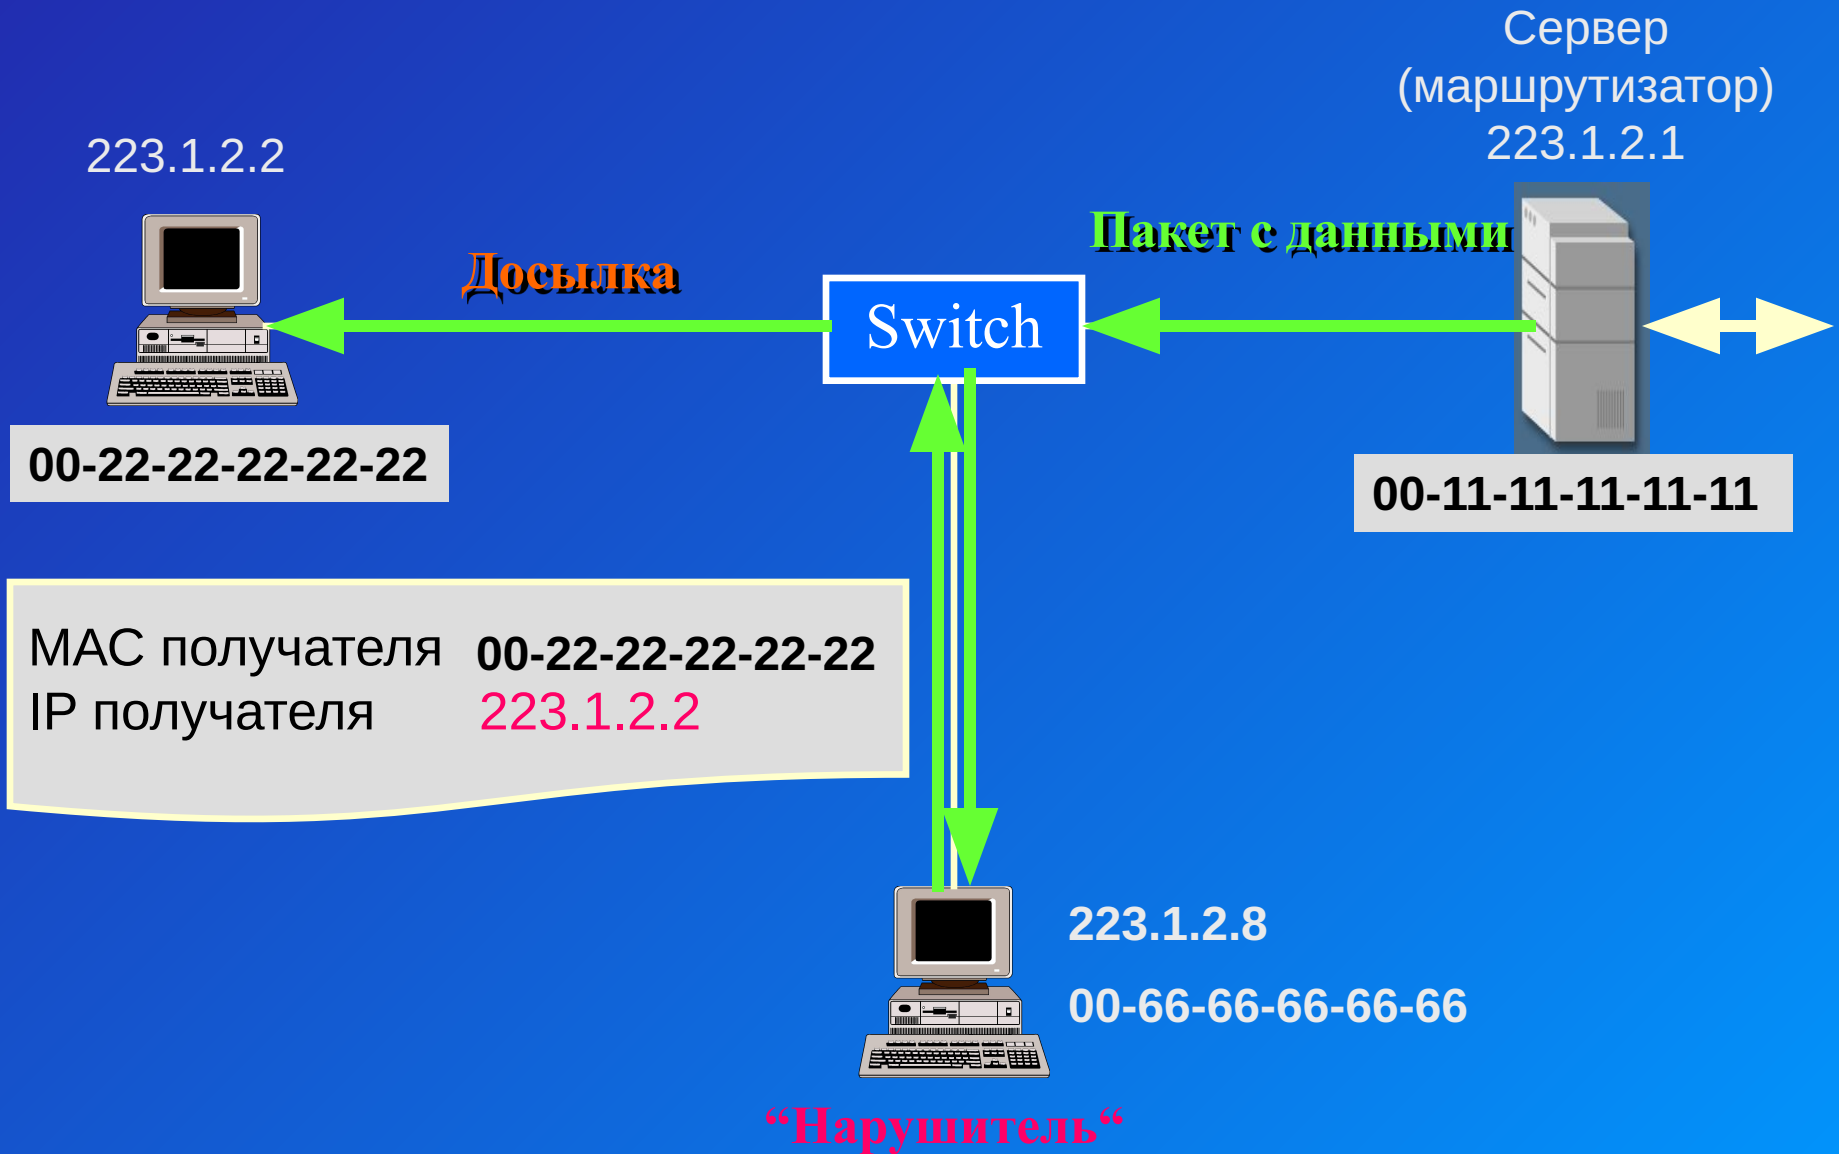 Сервер
(маршрутизатор)
223.1.2.1
223.1.2.2
Пакет с данными
Досылка
Switch
00-22-22-22-22-22
00-11-11-11-11-11
MAC получателя 00-22-22-22-22-22
IP получателя 223.1.2.2
223.1.2.8
00-66-66-66-66-66
“Нарушитель“